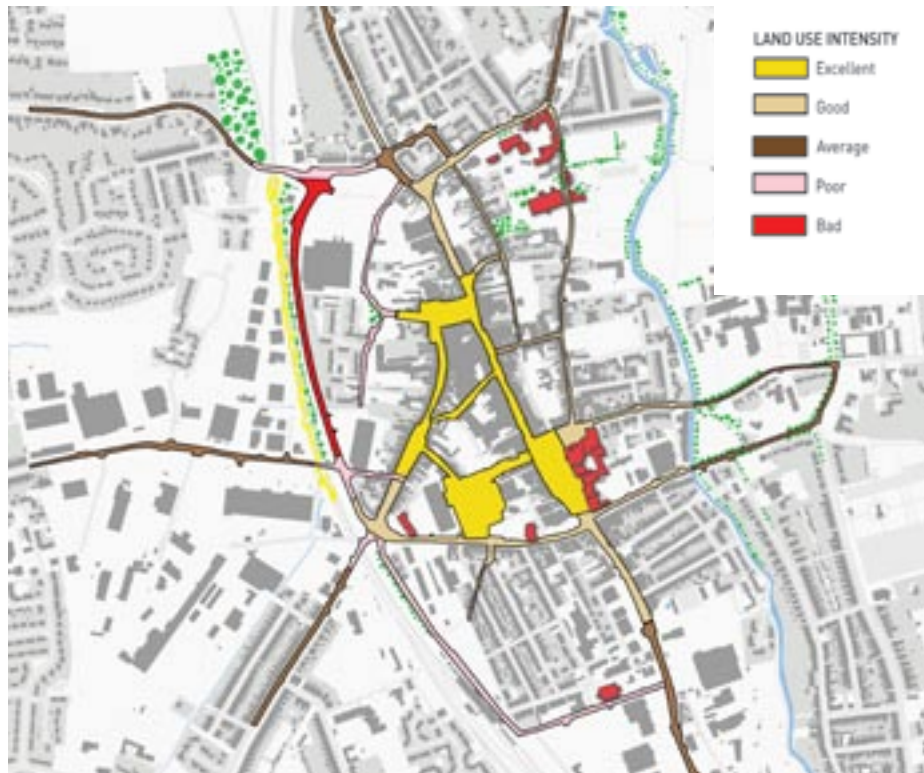 LAND USE INTENSITY
Excellent
Good
Average
Poor
Bad